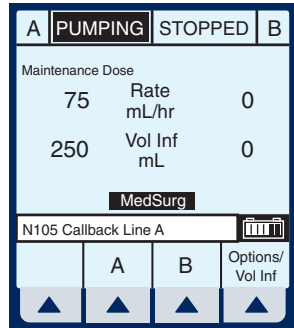 A PUMPING STOPPED B
Maintenance Dose
75 Rate mL/hr 0
250 Vol Inf mL 0
MedSurg
N105 Callback Line A
A B Options/ Vol Inf